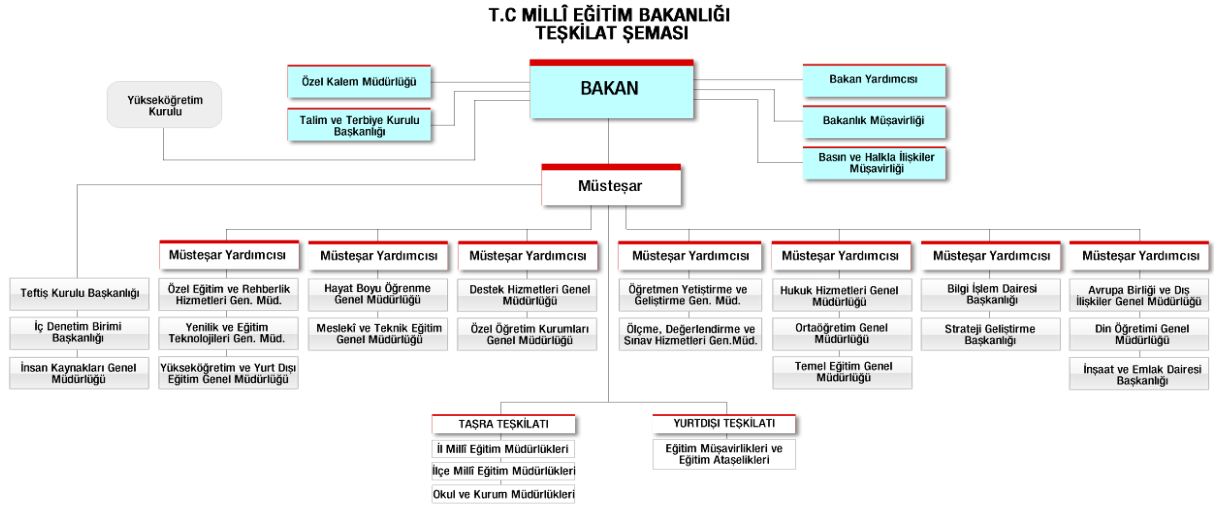 T.C MİLLÎ EĞİTİM BAKANLIĞI
TEŞKİLAT ŞEMASI
Yükseköğretim
Kurulu
Özel Kalem Müdürlüğü
Talim ve Terbiye Kurulu
Başkanlığı
BAKAN
Bakan Yardımcısı
Bakanlık Müşavirliği
Basın ve Halkla İlişkiler
Müşavirliği
Müsteşar
Teftiş Kurulu Başkanlığı
İç Denetim Birimi
Başkanlığı
İnsan Kaynakları Genel
Müdürlüğü
Müsteşar Yardımcısı
Özel Eğitim ve Rehberlik
Hizmetleri Gen. Müd.
Yenilik ve Eğitim
Teknolojileri Gen. Müd.
Yükseköğretim ve Yurt Dışı
Eğitim Genel Müdürlüğü
Müsteşar Yardımcısı
Hayat Boyu Öğrenme
Genel Müdürlüğü
Meslekî ve Teknik Eğitim
Genel Müdürlüğü
Müsteşar Yardımcısı
Destek Hizmetleri Genel
Müdürlüğü
Özel Öğretim Kurumları
Genel Müdürlüğü
Müsteşar Yardımcısı
Öğretmen Yetiştirme ve
Geliştirme Gen. Müd.
Ölçme, Değerlendirme ve
Sınav Hizmetleri Gen.Müd.
Müsteşar Yardımcısı
Hukuk Hizmetleri Genel
Müdürlüğü
Ortaöğretim Genel
Müdürlüğü
Temel Eğitim Genel
Müdürlüğü
Müsteşar Yardımcısı
Bilgi İşlem Dairesi
Başkanlığı
Strateji Geliştirme
Başkanlığı
Müsteşar Yardımcısı
Avrupa Birliği ve Dış
İlişkiler Genel Müdürlüğü
Din Öğretimi Genel
Müdürlüğü
İnşaat ve Emlak Dairesi
Başkanlığı
TAŞRA TEŞKİLATI
İl Millî Eğitim Müdürlükleri
İlçe Millî Eğitim Müdürlükleri
Okul ve Kurum Müdürlükleri
YURTDIŞI TEŞKİLATI
Eğitim Müşavirlikleri ve
Eğitim Ataşelikleri